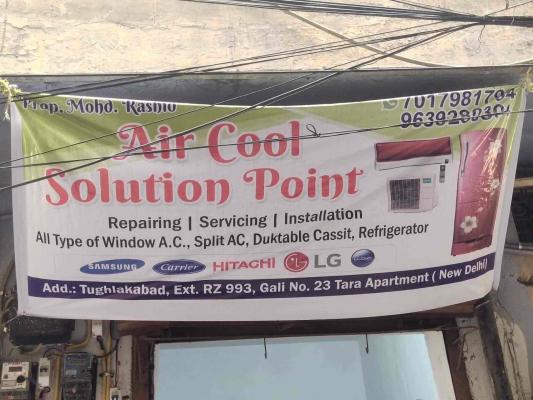 Prop. Mohd. Rashid
7017981704
Air Cool
Solution Point
Repairing | Servicing | Installation
All Type of Window A.C., Split AC, Duktable Cassit, Refrigerator
SAMSUNG Carrier HITACHI LG
Add.: Tughlakabad, Ext. RZ 993, Gali No. 23 Tara Apartment ( New Delhi)